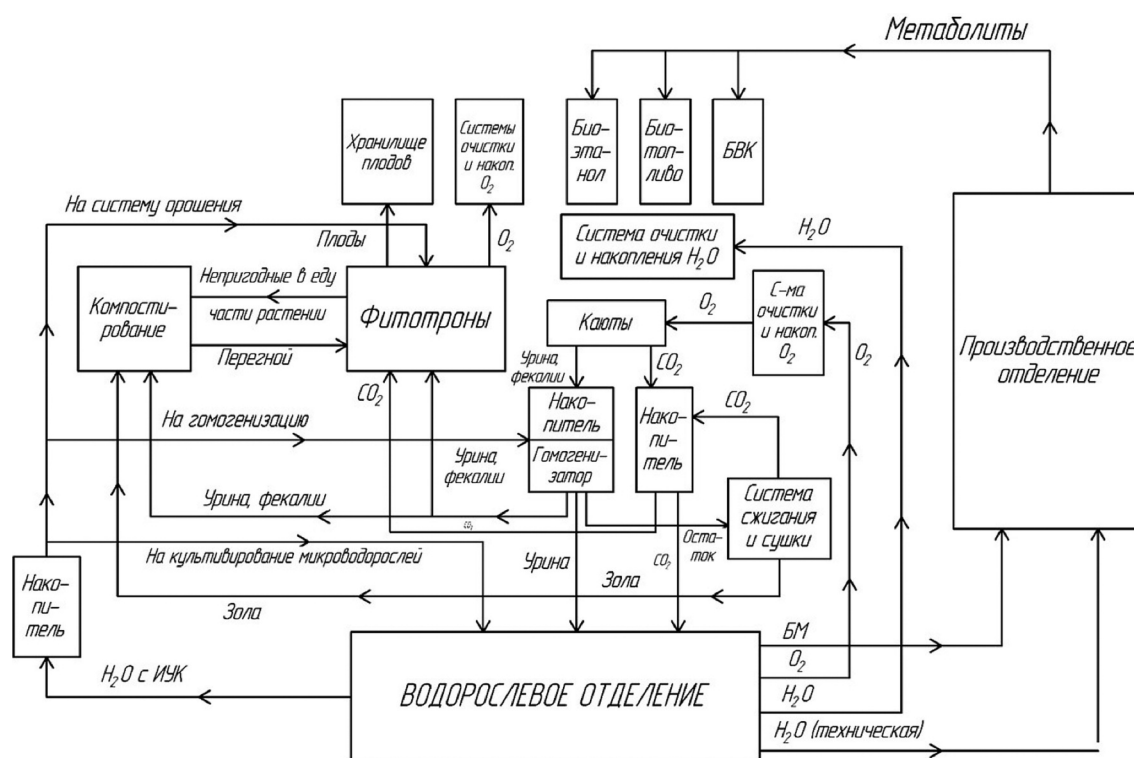 Метаболиты
Хранилище
плодов
Системы
очистки
и накоп.
O₂
Био-
эта-
нол
Био-
топ-
ливо
БВК
На систему орошения
Плоды
O₂
Система очистки
и накопления H₂O
H₂O
Компости-
рование
Непригодные в еду
части растении
Перегной
Фитотроны
Каюты
O₂
С-ма
очистки
и накоп.
O₂
O₂
Производственное
отделение
CO₂
Урина,
фекалии
CO₂
На гомогенизацию
Нако-
питель
Гомогени-
затор
Нако-
пи-
тель
CO₂
Урина,
фекалии
Урина, фекалии
CO₂
Система
сжигания
и сушки
Оста-
ток
На культивирование микроводорослей
Урина
CO₂
Нако-
пи-
тель
Зола
Зола
БМ
O₂
H₂O с ИУК
ВОДОРОСЛЕВОЕ ОТДЕЛЕНИЕ
H₂O
H₂O (техническая)